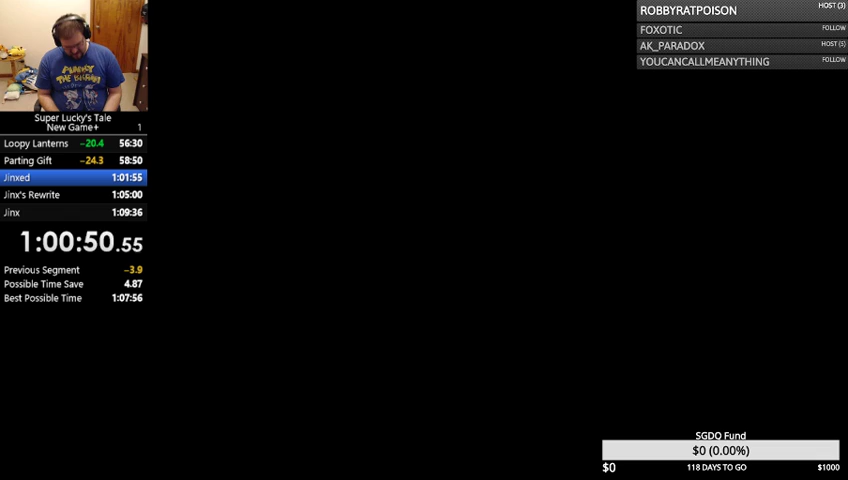 ROBBYRATPOISON HOST (3)
FOXOTIC FOLLOW
AK_PARADOX HOST (5)
YOUCANCALLMEANYTHING FOLLOW
Super Lucky's Tale
New Game+ 1
Loopy Lanterns −20.4 56:30
Parting Gift −24.3 58:50
Jinxed 1:01:55
Jinx's Rewrite 1:05:00
Jinx 1:09:36
1:00:50.55
Previous Segment −3.9
Possible Time Save 4.87
Best Possible Time 1:07:56
SGDQ Fund
$0 (0.00%)
$0 118 DAYS TO GO $1000